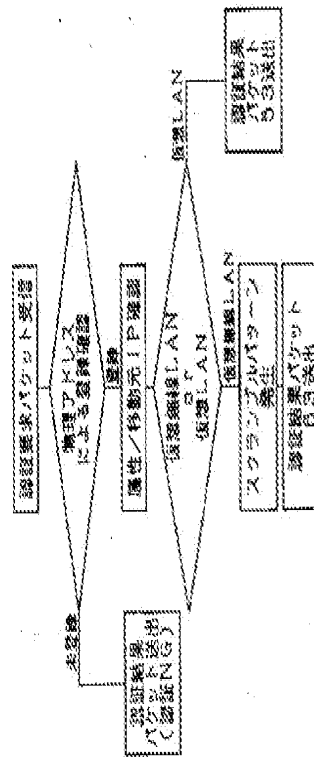 認証要求パケット受信
物理アドレス
による登録確認
未登録
認証結果
パケット送出
(認証NG)
登録
属性/移動元IP確認
仮想無線LAN
or
仮想LAN
仮想LAN
認証結果
パケット
53送出
仮想無線LAN
スクランブルパターン
発生
認証結果パケット
53送出